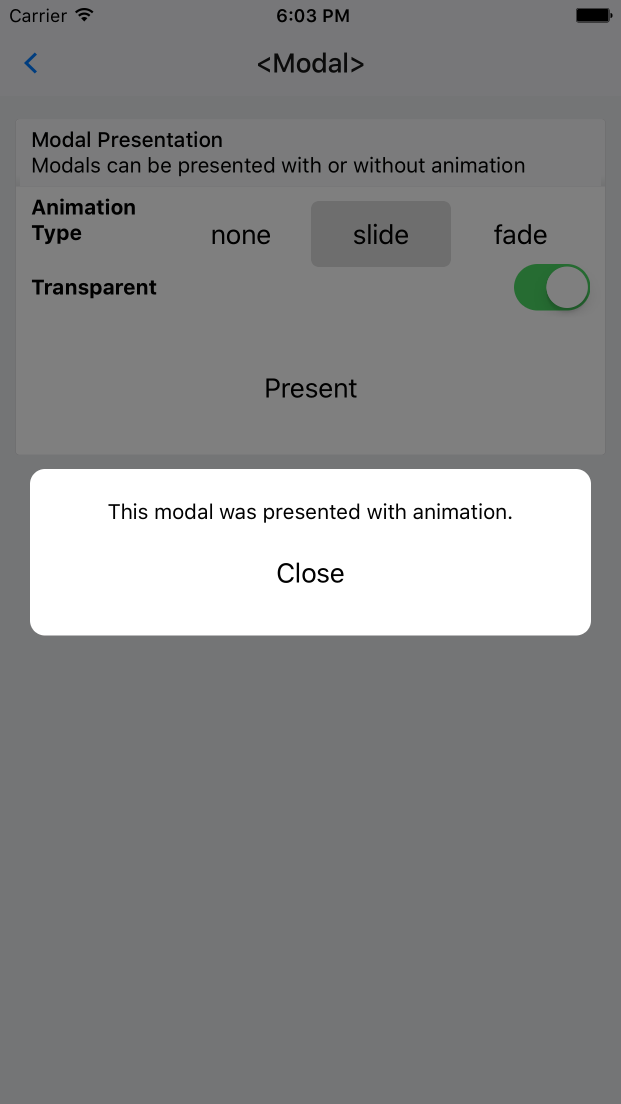 Carrier 6:03 PM
<Modal>
Modal Presentation
Modals can be presented with or without animation
Animation
Type
none slide fade
Transparent
Present
This modal was presented with animation.
Close